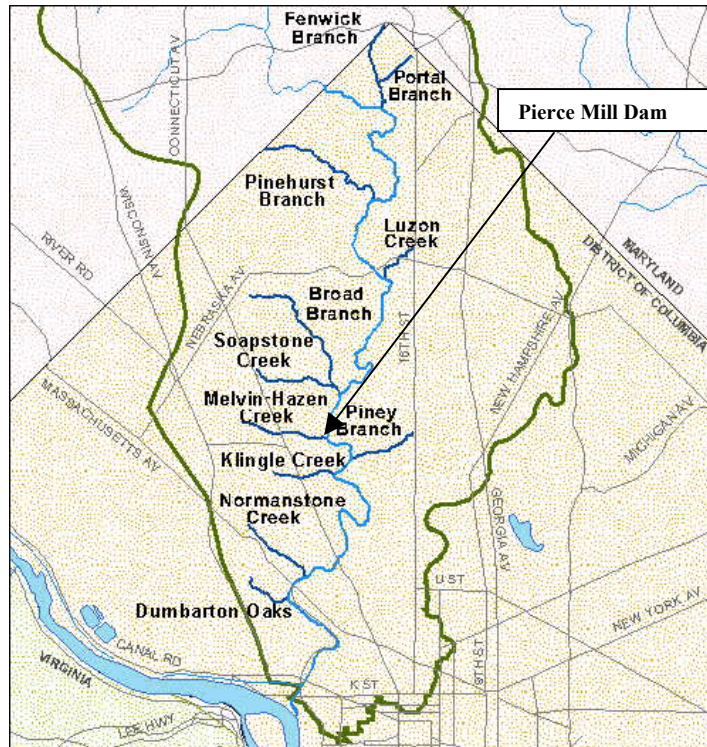 Fenwick
Branch
Portal
Branch
Pierce Mill Dam
CONNECTICUT AV
Pinehurst
Branch
WISCONSIN AV
Luzon
Creek
RIVER RD
MARYLAND
DISTRICT OF COLUMBIA
NEBRASKA AV
Broad
Branch
16TH ST
NEW HAMPSHIRE AV
Soapstone
Creek
MASSACHUSETTS AV
Melvin-Hazen
Creek
Piney
Branch
MICHIGAN AV
Klingle Creek
Normanstone
Creek
GEORGIA AV
U ST
Dumbarton Oaks
NEW YORK AV
CANAL RD
VIRGINIA
9TH ST
K ST
LEE HWY